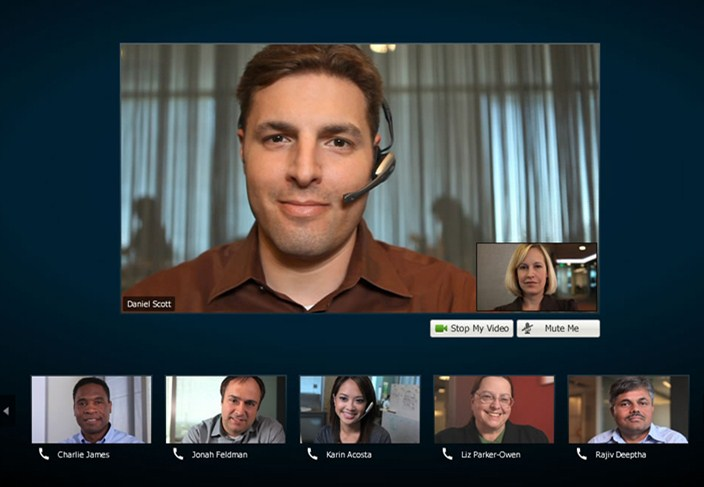 Daniel Scott
Stop My Video
Mute Me
Charlie James
Jonah Feldman
Karin Acosta
Liz Parker-Owen
Rajiv Deeptha